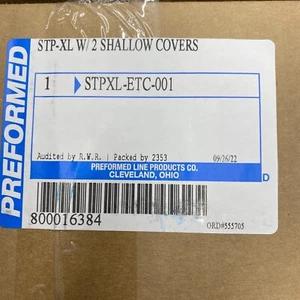 PREFORMED
STP-XL W/ 2 SHALLOW COVERS
1 STPXL-ETC-001
Audited by R.W.R. | Packed by 2353 09/26/22
PREFORMED LINE PRODUCTS CO.
CLEVELAND, OHIO
D
800016384
ORD#555705